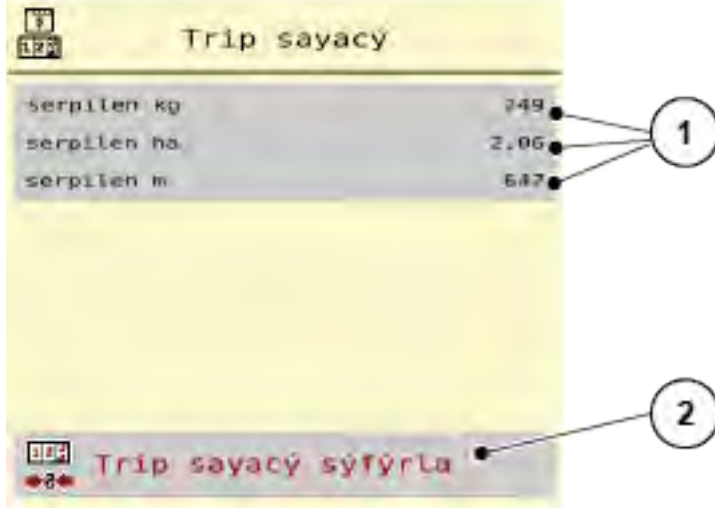 Trip sayacý
serpilen kg 249
serpilen ha 2.06
serpilen m 647
1
Trip sayacý sýfýrla
2